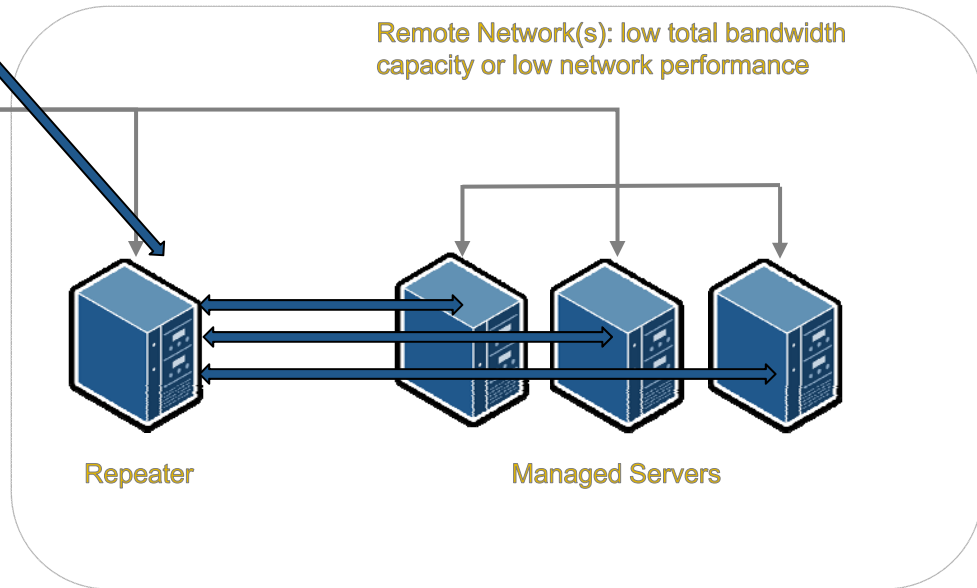 Remote Network(s): low total bandwidth
capacity or low network performance
Repeater
Managed Servers